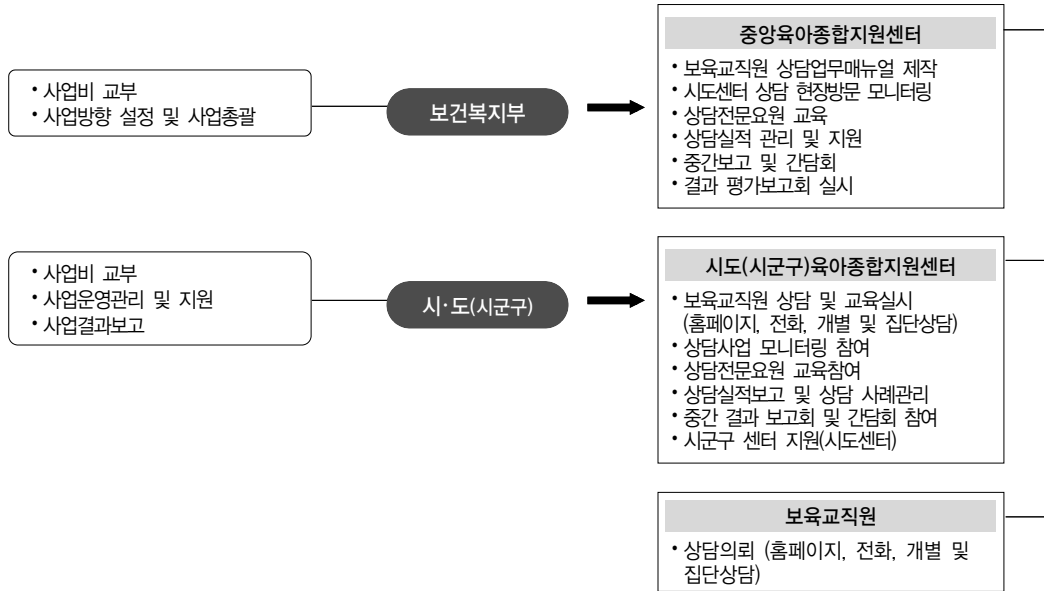 • 사업비 교부
• 사업방향 설정 및 사업총괄
보건복지부
중앙육아종합지원센터
• 보육교직원 상담업무매뉴얼 제작
• 시도센터 상담 현장방문 모니터링
• 상담전문요원 교육
• 상담실적 관리 및 지원
• 중간보고 및 간담회
• 결과 평가보고회 실시
• 사업비 교부
• 사업운영관리 및 지원
• 사업결과보고
시·도(시군구)
시도(시군구)육아종합지원센터
• 보육교직원 상담 및 교육실시
(홈페이지, 전화, 개별 및 집단상담)
• 상담사업 모니터링 참여
• 상담전문요원 교육참여
• 상담실적보고 및 상담 사례관리
• 중간 결과 보고회 및 간담회 참여
• 시군구 센터 지원(시도센터)
보육교직원
• 상담의뢰 (홈페이지, 전화, 개별 및
집단상담)